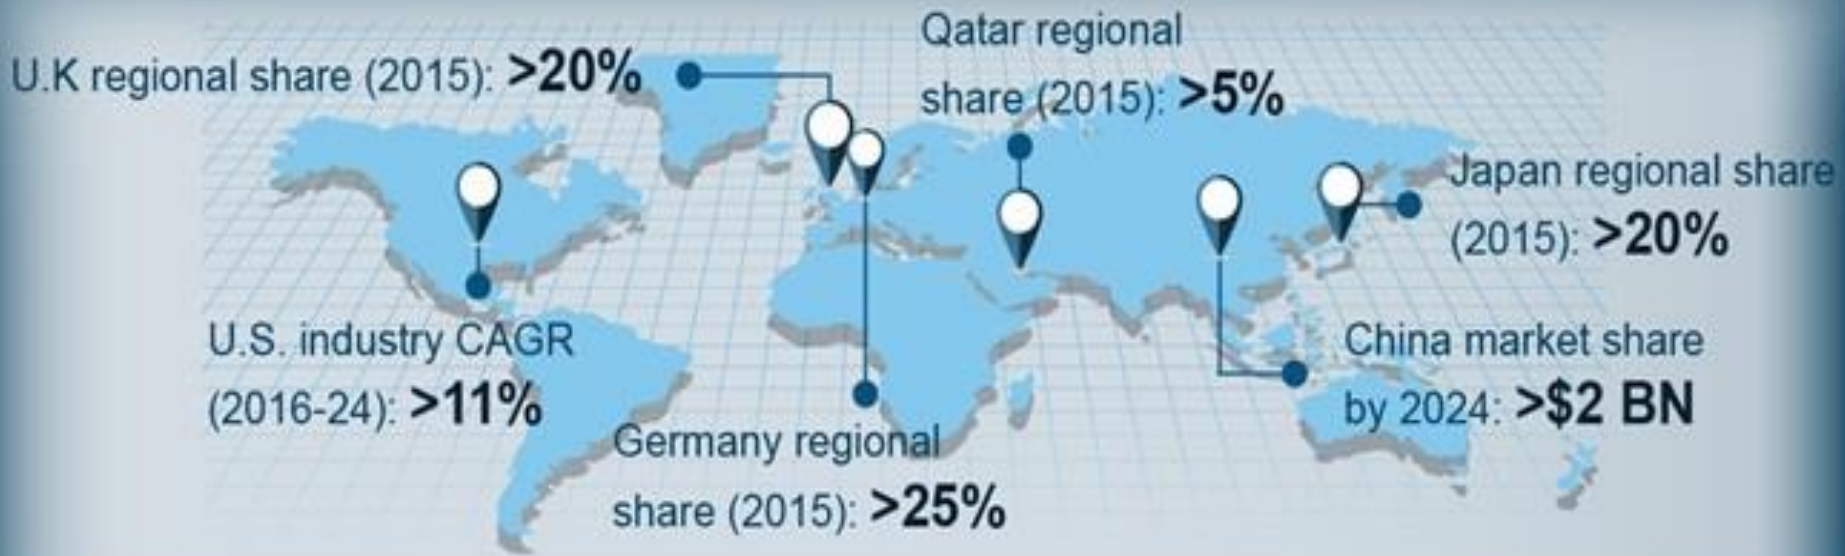 U.K regional share (2015): >20%
Qatar regional
share (2015): >5%
Japan regional share
(2015): >20%
U.S. industry CAGR
(2016-24): >11%
China market share
by 2024: >$2 BN
Germany regional
share (2015): >25%